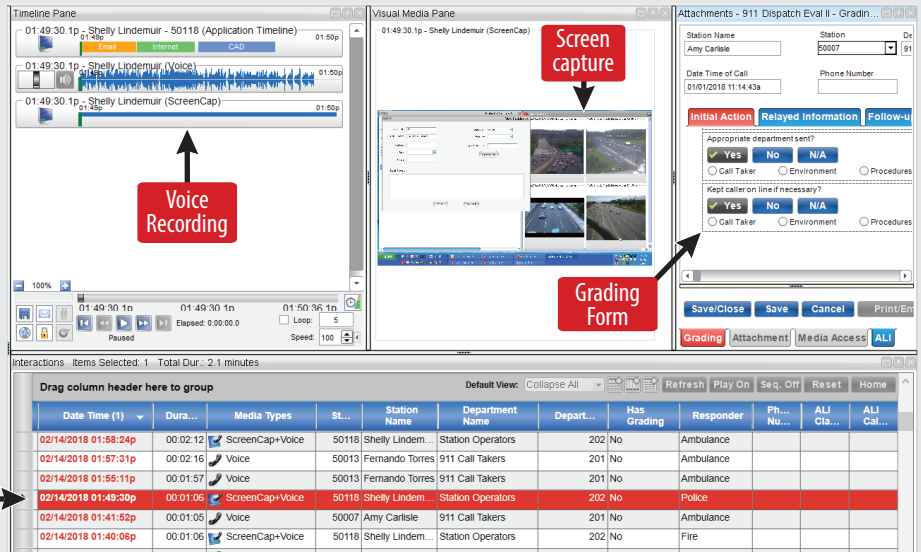 Timeline Pane
01:49:30.1p - Shelly Lindemuir - 50118 (Application Timeline)
01:49p
01:50p
Email
Internet
CAD
01:49:30.1p - Shelly Lindemuir (Voice)
01:49p
01:50p
01:49:30.1p - Shelly Lindemuir (ScreenCap)
01:49p
01:50p
Voice
Recording
100%
01:49:30.1p 01:49:30.1p 01:50:36.1p
Elapsed: 0:00:00.0
Loop: 5
Paused
Speed: 100
Visual Media Pane
01:49:30.1p - Shelly Lindemuir (ScreenCap)
Screen
capture
Attachments - 911 Dispatch Eval II - Gradin...
Station Name Station De
Amy Carlisle 50007 91
Date Time of Call Phone Number
01/01/2018 11:14:43a
Initial Action Relayed Information Follow-u
Appropriate department sent?
Yes No N/A
Call Taker Environment Procedures
Kept caller on line if necessary?
Yes No N/A
Call Taker Environment Procedures
Grading
Form
Save/Close Save Cancel Print/Em
Grading Attachment Media Access ALI
Interactions Items Selected: 1 Total Dur.: 2.1 minutes
Drag column header here to group
Default View: Collapse All Refresh Play On Seq. Off Reset Home
Date Time (1) Dura... Media Types St... Station Name Department Name Depart... Has Grading Responder Ph... Nu... ALI Cla... ALI Cal...
02/14/2018 01:58:24p 00:02:12 ScreenCap+Voice 50118 Shelly Lindem... Station Operators 202 No Ambulance
02/14/2018 01:57:31p 00:02:16 Voice 50013 Fernando Torres 911 Call Takers 201 No Ambulance
02/14/2018 01:55:11p 00:01:57 Voice 50013 Fernando Torres 911 Call Takers 201 No Ambulance
02/14/2018 01:49:30p 00:01:06 ScreenCap+Voice 50118 Shelly Lindem... Station Operators 202 No Police
02/14/2018 01:41:52p 00:01:05 Voice 50007 Amy Carlisle 911 Call Takers 201 No Ambulance
02/14/2018 01:40:06p 00:01:06 ScreenCap+Voice 50118 Shelly Lindem... Station Operators 202 No Fire